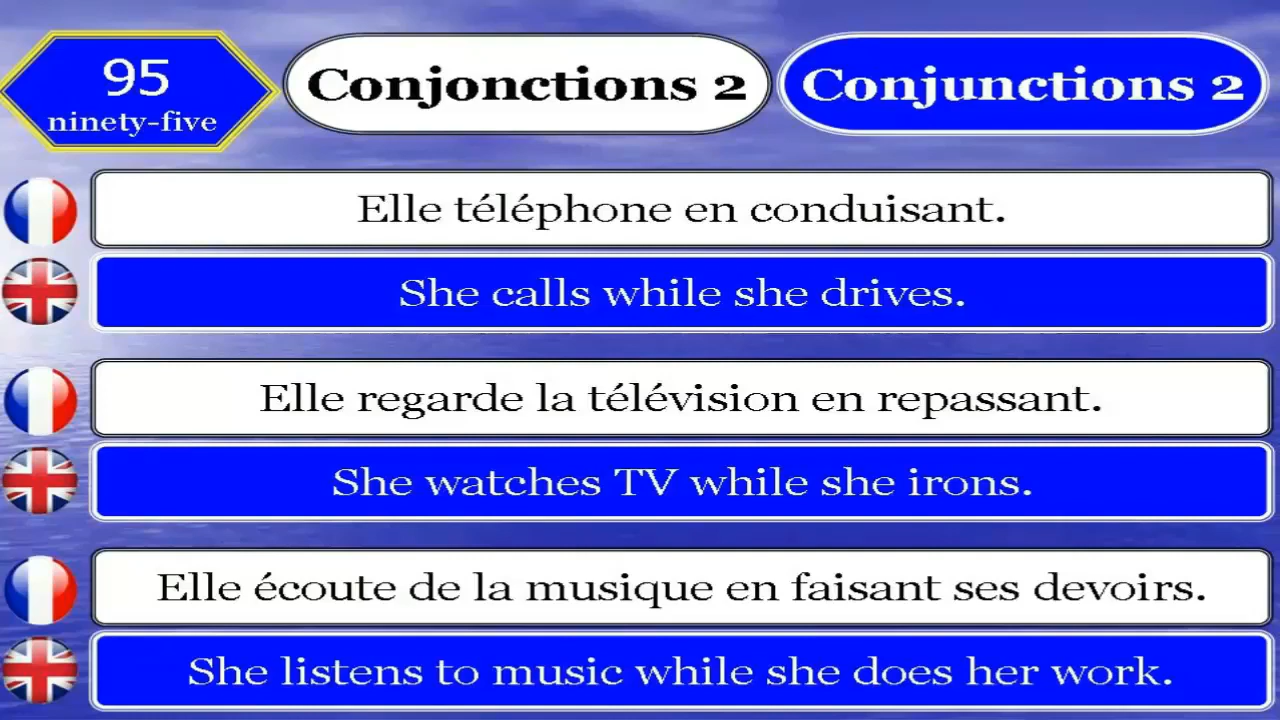 95
ninety-five
Conjonctions 2
Conjunctions 2
Elle téléphone en conduisant.
She calls while she drives.
Elle regarde la télévision en repassant.
She watches TV while she irons.
Elle écoute de la musique en faisant ses devoirs.
She listens to music while she does her work.